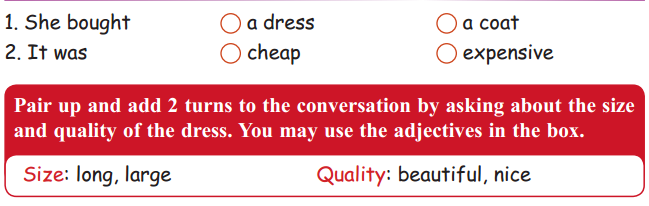 1. She bought a dress a coat
2. It was cheap expensive
Pair up and add 2 turns to the conversation by asking about the size
and quality of the dress. You may use the adjectives in the box.
Size: long, large Quality: beautiful, nice